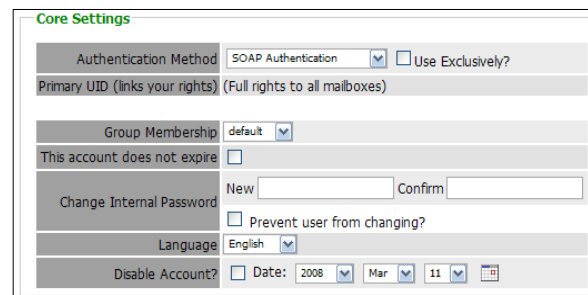 Core Settings
Authentication Method SOAP Authentication Use Exclusively?
Primary UID (links your rights) (Full rights to all mailboxes)
Group Membership default
This account does not expire
Change Internal Password New Confirm
Prevent user from changing?
Language English
Disable Account? Date: 2008 Mar 11